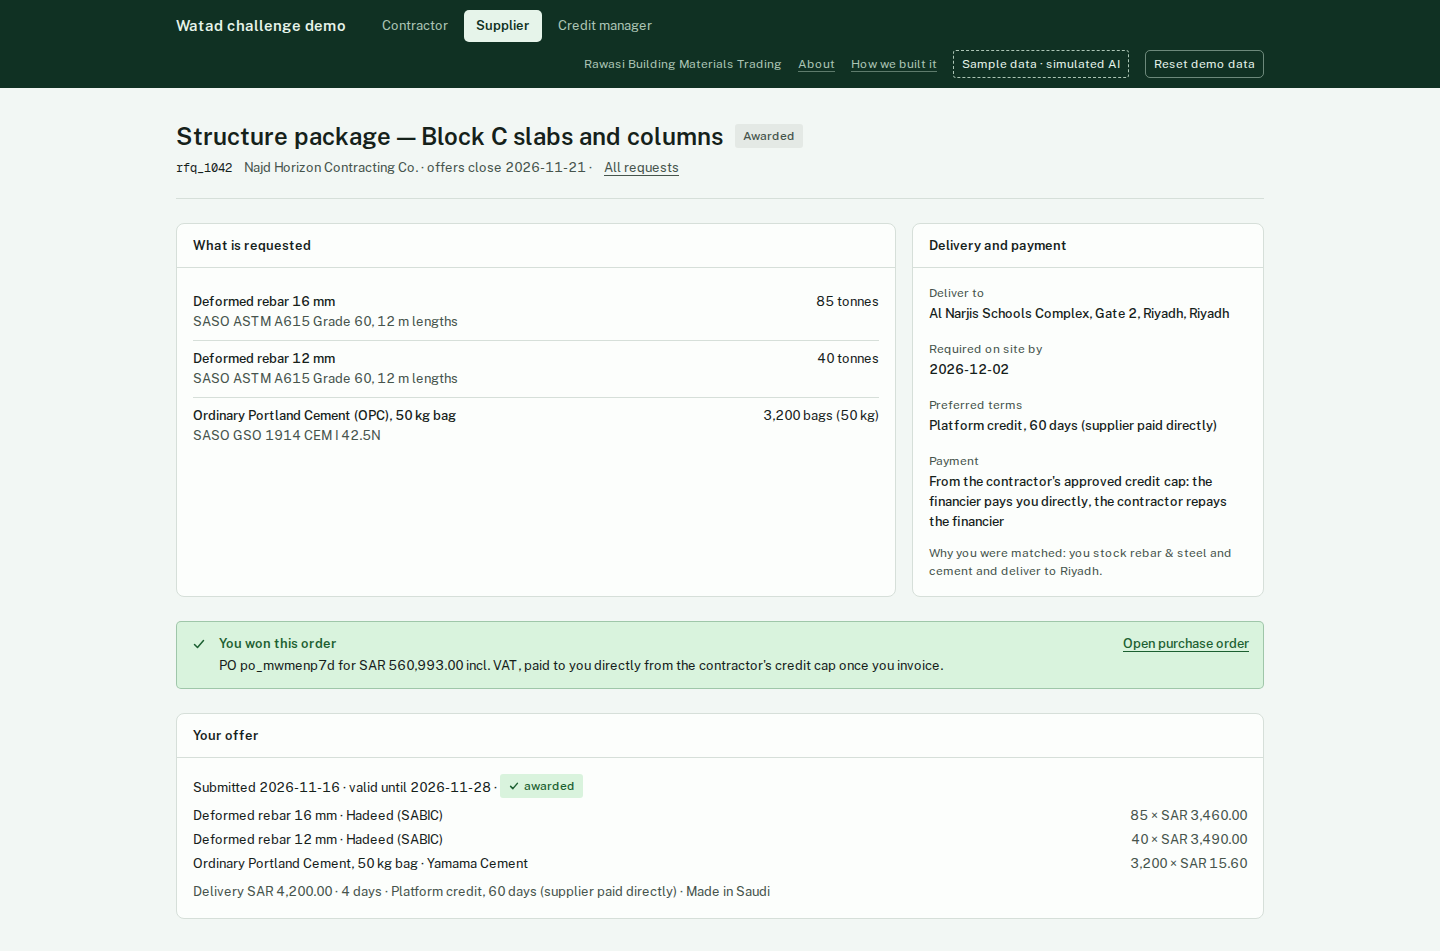 Watad challenge demo
Contractor
Supplier
Credit manager
Rawasi Building Materials Trading
About
How we built it
Sample data · simulated AI
Reset demo data
Structure package — Block C slabs and columns
Awarded
rfq_1042 Najd Horizon Contracting Co. · offers close 2026-11-21 · All requests
What is requested
Deformed rebar 16 mm 85 tonnes
SASO ASTM A615 Grade 60, 12 m lengths
Deformed rebar 12 mm 40 tonnes
SASO ASTM A615 Grade 60, 12 m lengths
Ordinary Portland Cement (OPC), 50 kg bag 3,200 bags (50 kg)
SASO GSO 1914 CEM I 42.5N
Delivery and payment
Deliver to
Al Narjis Schools Complex, Gate 2, Riyadh, Riyadh
Required on site by
2026-12-02
Preferred terms
Platform credit, 60 days (supplier paid directly)
Payment
From the contractor's approved credit cap: the
financier pays you directly, the contractor repays
the financier
Why you were matched: you stock rebar & steel and
cement and deliver to Riyadh.
You won this order Open purchase order
PO po_mwmenp7d for SAR 560,993.00 incl. VAT, paid to you directly from the contractor's credit cap once you invoice.
Your offer
Submitted 2026-11-16 · valid until 2026-11-28 · awarded
Deformed rebar 16 mm · Hadeed (SABIC) 85 × SAR 3,460.00
Deformed rebar 12 mm · Hadeed (SABIC) 40 × SAR 3,490.00
Ordinary Portland Cement, 50 kg bag · Yamama Cement 3,200 × SAR 15.60
Delivery SAR 4,200.00 · 4 days · Platform credit, 60 days (supplier paid directly) · Made in Saudi